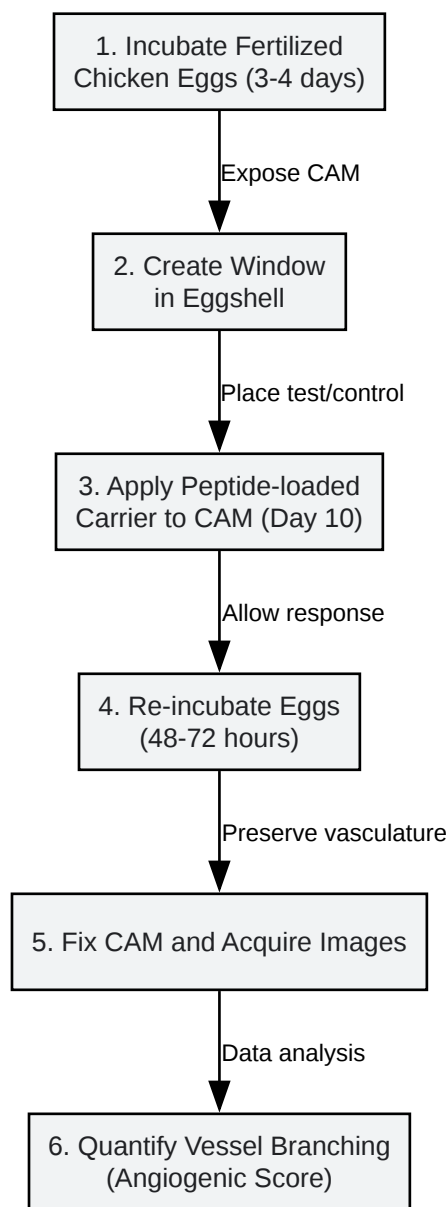 1. Incubate Fertilized
Chicken Eggs (3-4 days)
Expose CAM
2. Create Window
in Eggshell
Place test/control
3. Apply Peptide-loaded
Carrier to CAM (Day 10)
Allow response
4. Re-incubate Eggs
(48-72 hours)
Preserve vasculature
5. Fix CAM and Acquire Images
Data analysis
6. Quantify Vessel Branching
(Angiogenic Score)